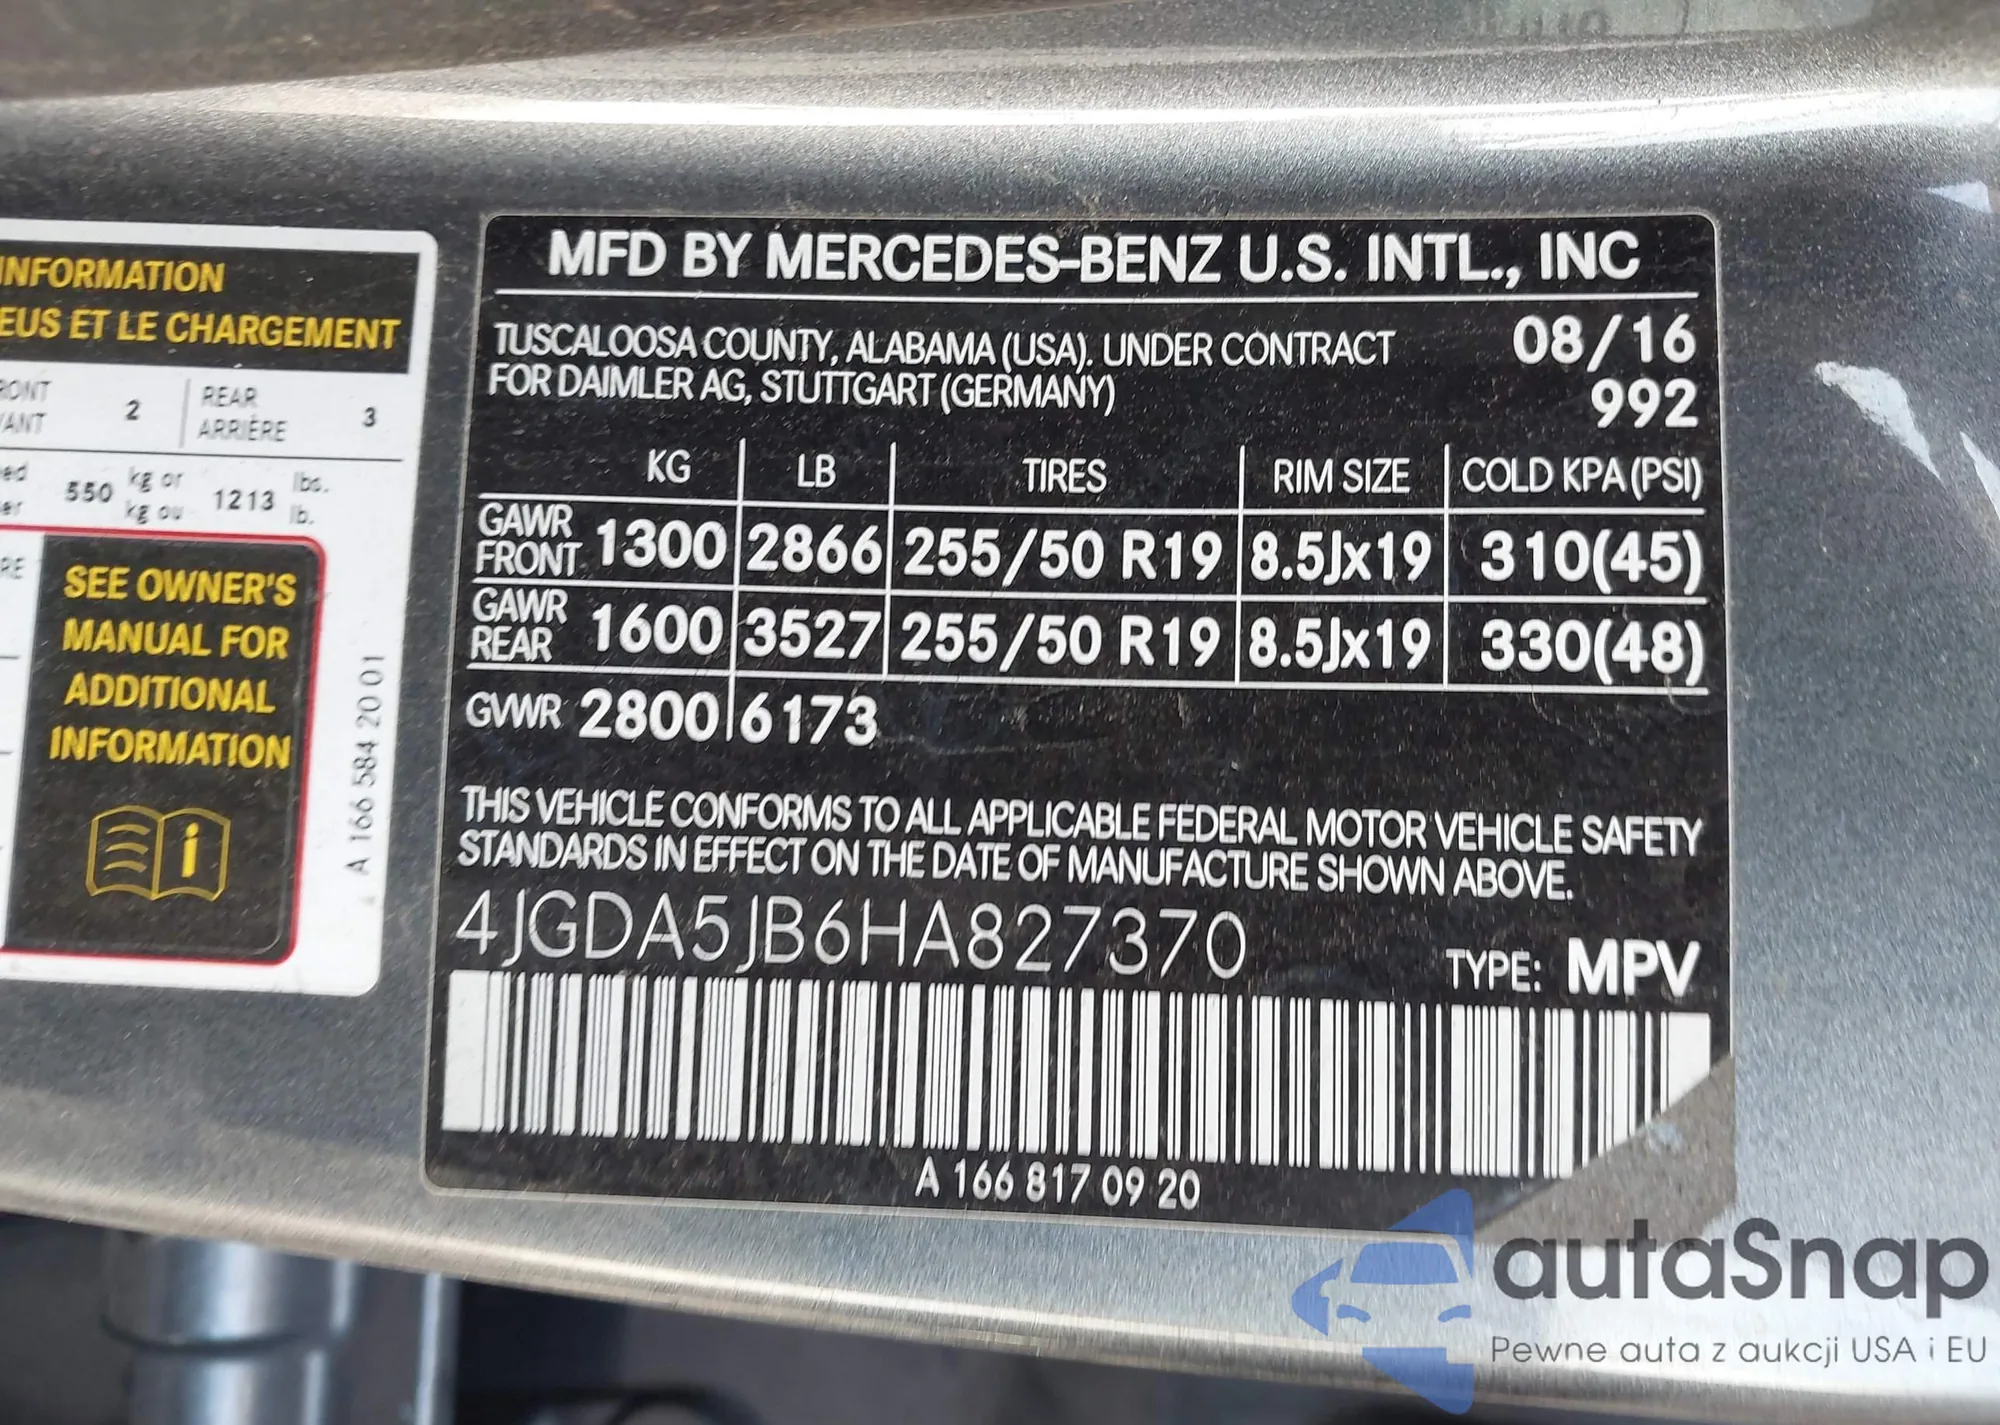 INFORMATION
EUS ET LE CHARGEMENT
RONT
VANT
2
REAR
ARRIÈRE
3
550
kg or
kg ou
1213
lbs.
lb.
SEE OWNER'S
MANUAL FOR
ADDITIONAL
INFORMATION
A 166 584 20 01
MFD BY MERCEDES-BENZ U.S. INTL., INC
TUSCALOOSA COUNTY, ALABAMA (USA). UNDER CONTRACT
FOR DAIMLER AG, STUTTGART (GERMANY)
08/16
992
KG LB TIRES RIM SIZE COLD KPA (PSI)
GAWR FRONT 1300 2866 255/50 R19 8.5Jx19 310(45)
GAWR REAR 1600 3527 255/50 R19 8.5Jx19 330(48)
GVWR 2800 6173
THIS VEHICLE CONFORMS TO ALL APPLICABLE FEDERAL MOTOR VEHICLE SAFETY
STANDARDS IN EFFECT ON THE DATE OF MANUFACTURE SHOWN ABOVE.
4JGDA5JB6HA827370
TYPE: MPV
A 166 817 09 20
autaSnap
Pewne auta z aukcji USA i EU